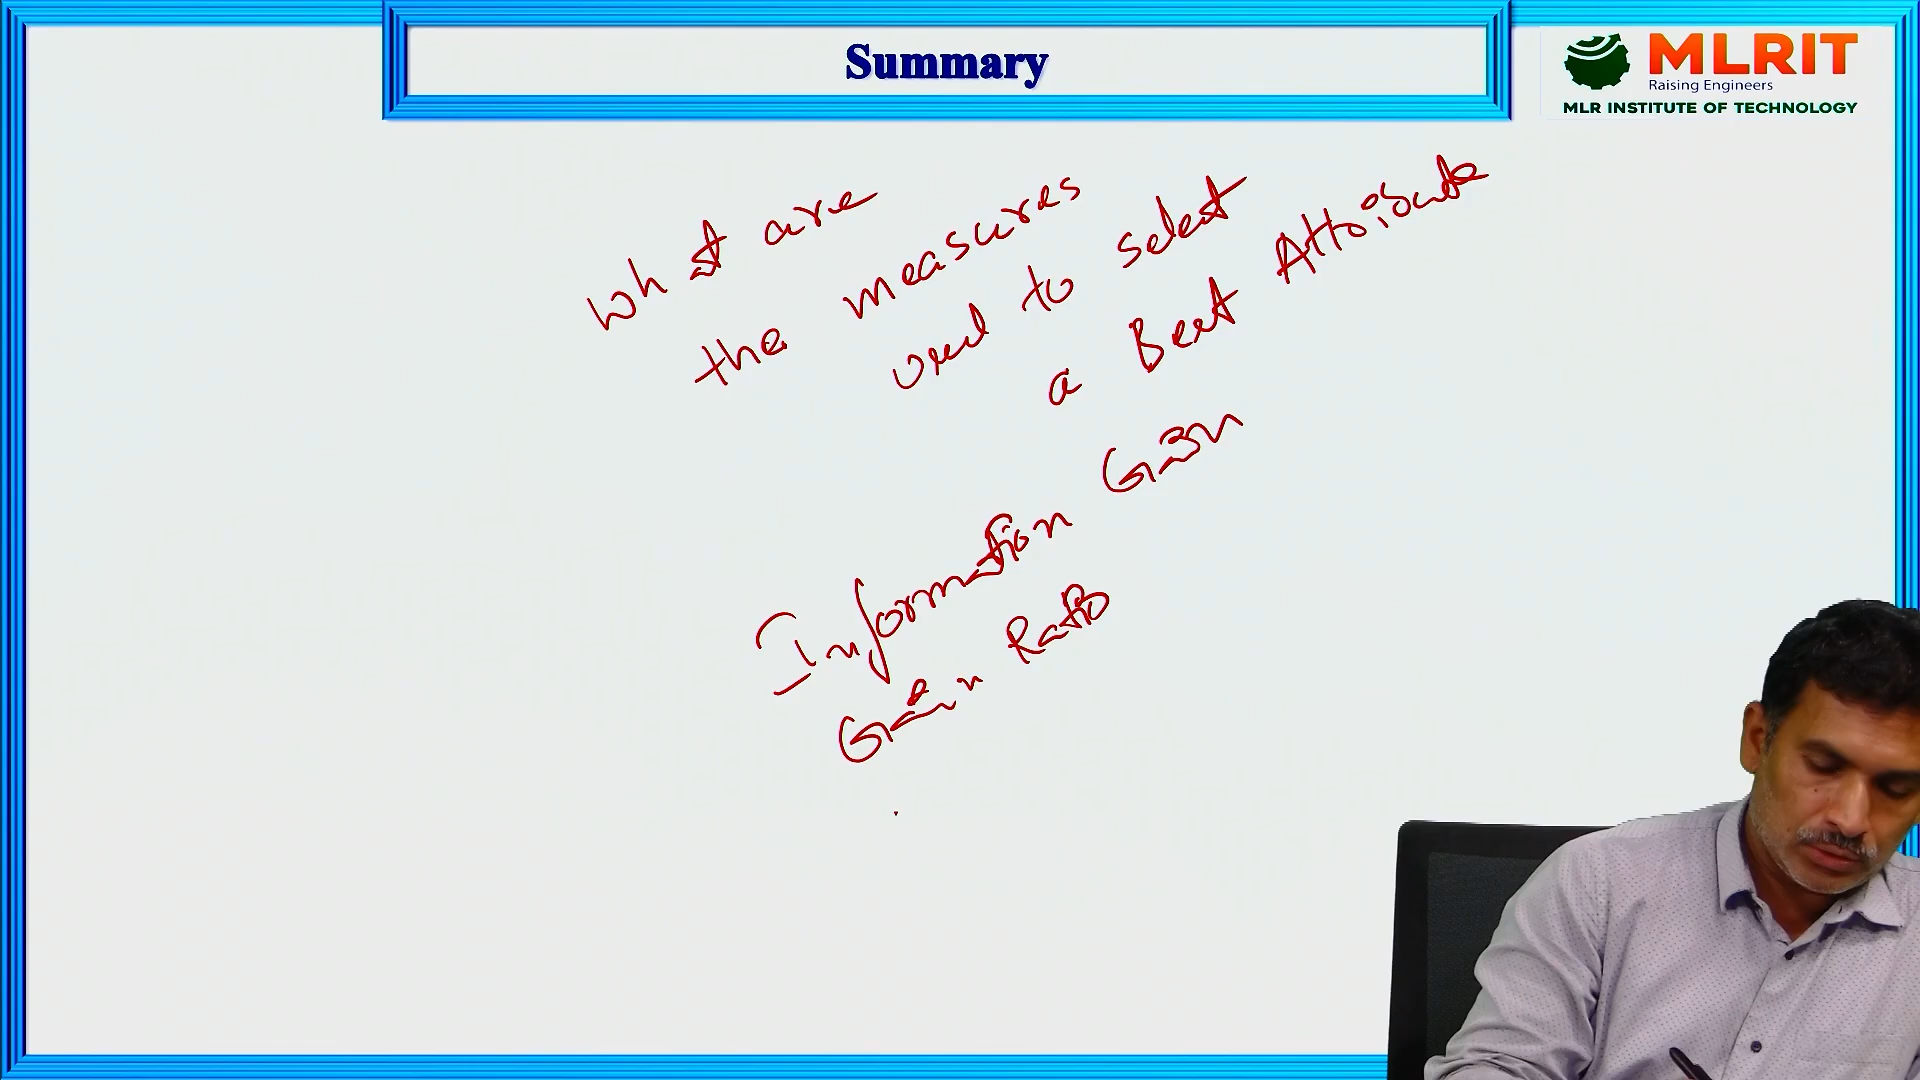 Summary
MLRIT
Raising Engineers
MLR INSTITUTE OF TECHNOLOGY
What are
the measures
used to select
a Best Attribute
Information Gain
Gain Ratio